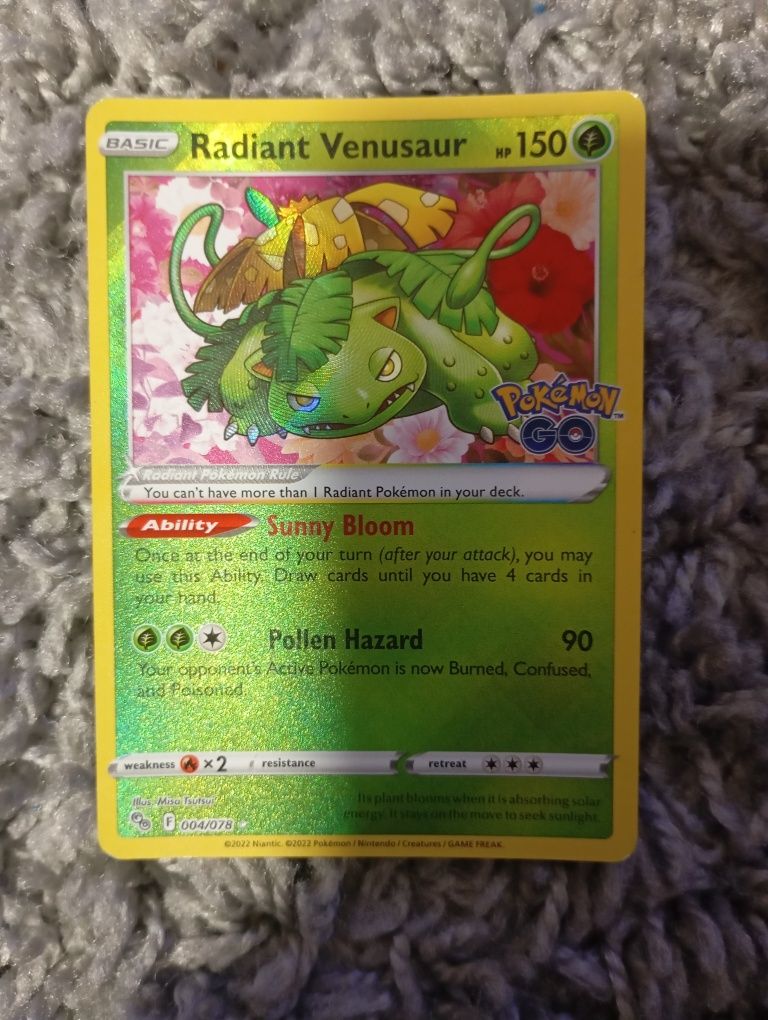 BASIC Radiant Venusaur HP 150
POKéMON™
GO
Radiant Pokémon Rule
You can't have more than 1 Radiant Pokémon in your deck.
Ability Sunny Bloom
Once at the end of your turn (after your attack), you may
use this Ability. Draw cards until you have 4 cards in
your hand.
Pollen Hazard 90
Your opponent's Active Pokémon is now Burned, Confused,
and Poisoned.
weakness ×2 resistance retreat
Illus. Misa Tsutsui
Its plant blooms when it is absorbing solar
energy. It stays on the move to seek sunlight.
F 004/078
©2022 Niantic. ©2022 Pokémon / Nintendo / Creatures / GAME FREAK.